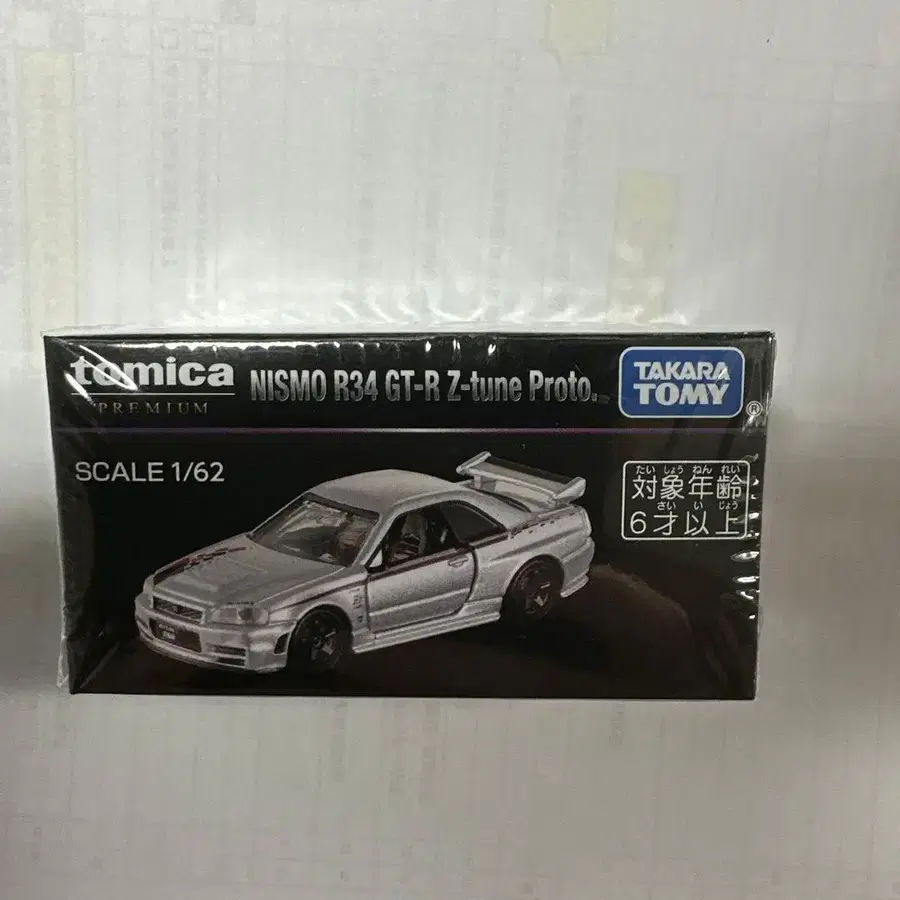 tomica
PREMIUM
NISMO R34 GT-R Z-tune Proto.
TAKARA
TOMY
®
SCALE 1/62
たい しょう ねん れい
対象年齢
さい い じょう
6才以上